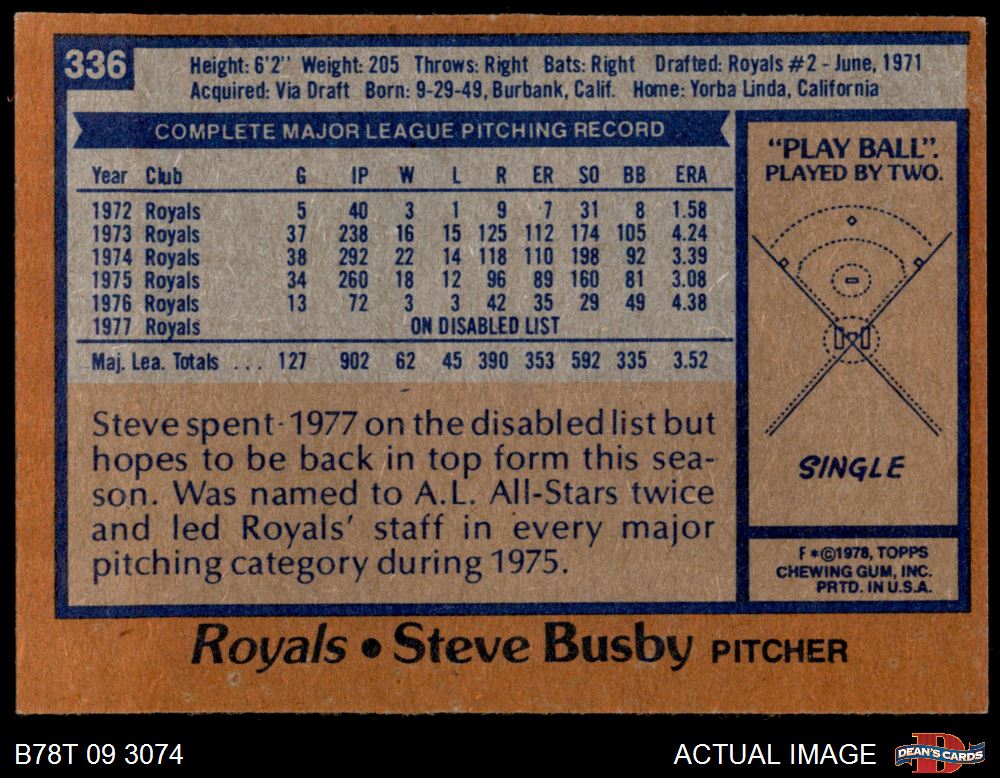 336
Height: 6'2" Weight: 205 Throws: Right Bats: Right Drafted: Royals #2 - June, 1971
Acquired: Via Draft Born: 9-29-49, Burbank, Calif. Home: Yorba Linda, California
COMPLETE MAJOR LEAGUE PITCHING RECORD
Year Club G IP W L R ER SO BB ERA
1972 Royals 5 40 3 1 9 7 31 8 1.58
1973 Royals 37 238 16 15 125 112 174 105 4.24
1974 Royals 38 292 22 14 118 110 198 92 3.39
1975 Royals 34 260 18 12 96 89 160 81 3.08
1976 Royals 13 72 3 3 42 35 29 49 4.38
1977 Royals ON DISABLED LIST
Maj. Lea. Totals ... 127 902 62 45 390 353 592 335 3.52
Steve spent 1977 on the disabled list but
hopes to be back in top form this sea-
son. Was named to A.L. All-Stars twice
and led Royals' staff in every major
pitching category during 1975.
"PLAY BALL".
PLAYED BY TWO.
SINGLE
F *©1978, TOPPS
CHEWING GUM, INC.
PRTD. IN U.S.A.
Royals • Steve Busby PITCHER
B78T 09 3074
ACTUAL IMAGE
D
DEAN'S CARDS